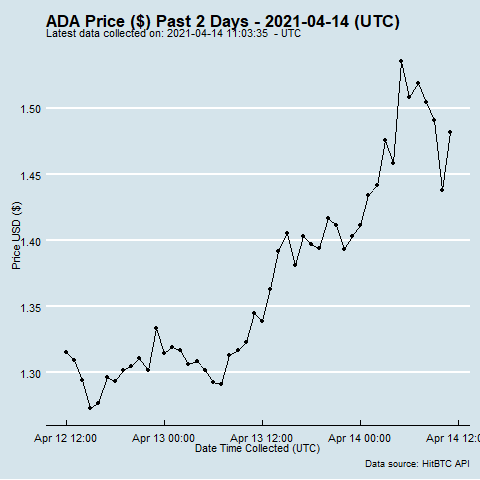 ADA Price ($) Past 2 Days - 2021-04-14 (UTC)
Latest data collected on: 2021-04-14 11:03:35 - UTC
Price USD ($)
1.50
1.45
1.40
1.35
1.30
Apr 12 12:00
Apr 13 00:00
Apr 13 12:00
Apr 14 00:00
Apr 14 12:0
Date Time Collected (UTC)
Data source: HitBTC API